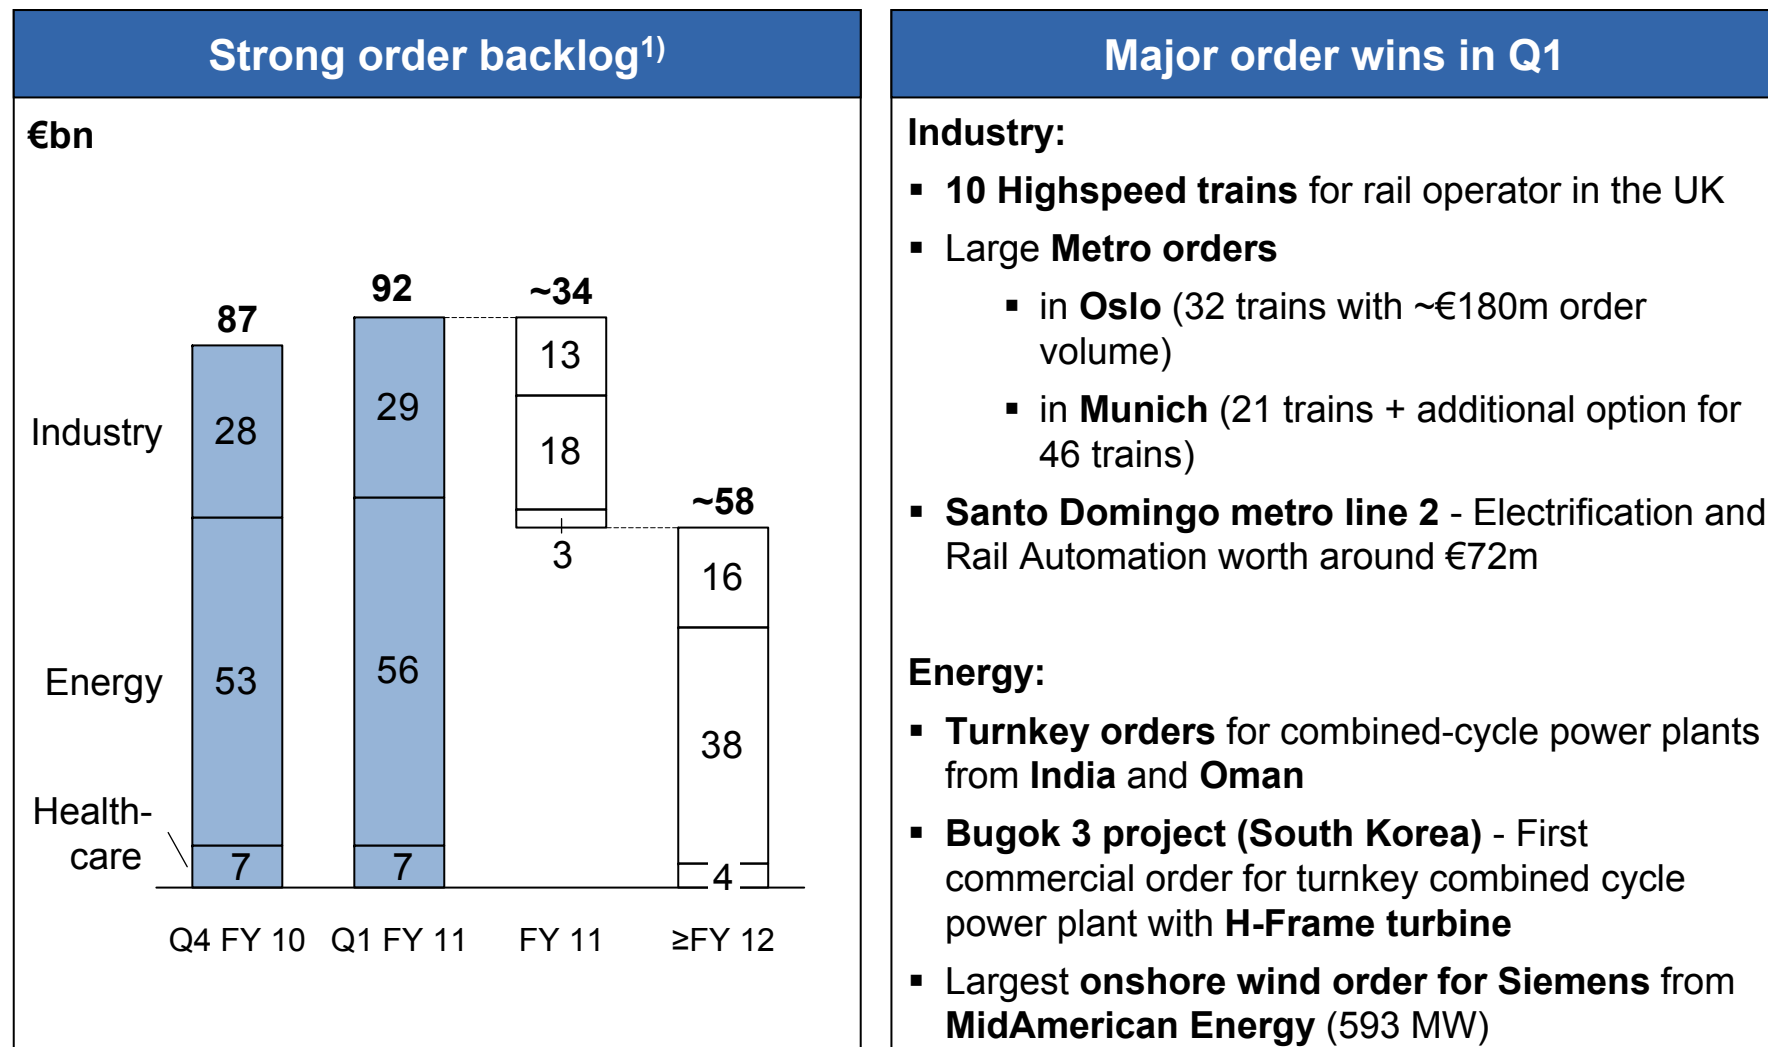 Strong order backlog1)
€bn
87
92
~34
~58
Industry
28
29
13
18
3
16
Energy
53
56
38
Health-
care
7
7
4
Q4 FY 10 Q1 FY 11 FY 11 ≥FY 12
Major order wins in Q1
Industry:
▪ 10 Highspeed trains for rail operator in the UK
▪ Large Metro orders
▪ in Oslo (32 trains with ~€180m order
volume)
▪ in Munich (21 trains + additional option for
46 trains)
▪ Santo Domingo metro line 2 - Electrification and
Rail Automation worth around €72m
Energy:
▪ Turnkey orders for combined-cycle power plants
from India and Oman
▪ Bugok 3 project (South Korea) - First
commercial order for turnkey combined cycle
power plant with H-Frame turbine
▪ Largest onshore wind order for Siemens from
MidAmerican Energy (593 MW)